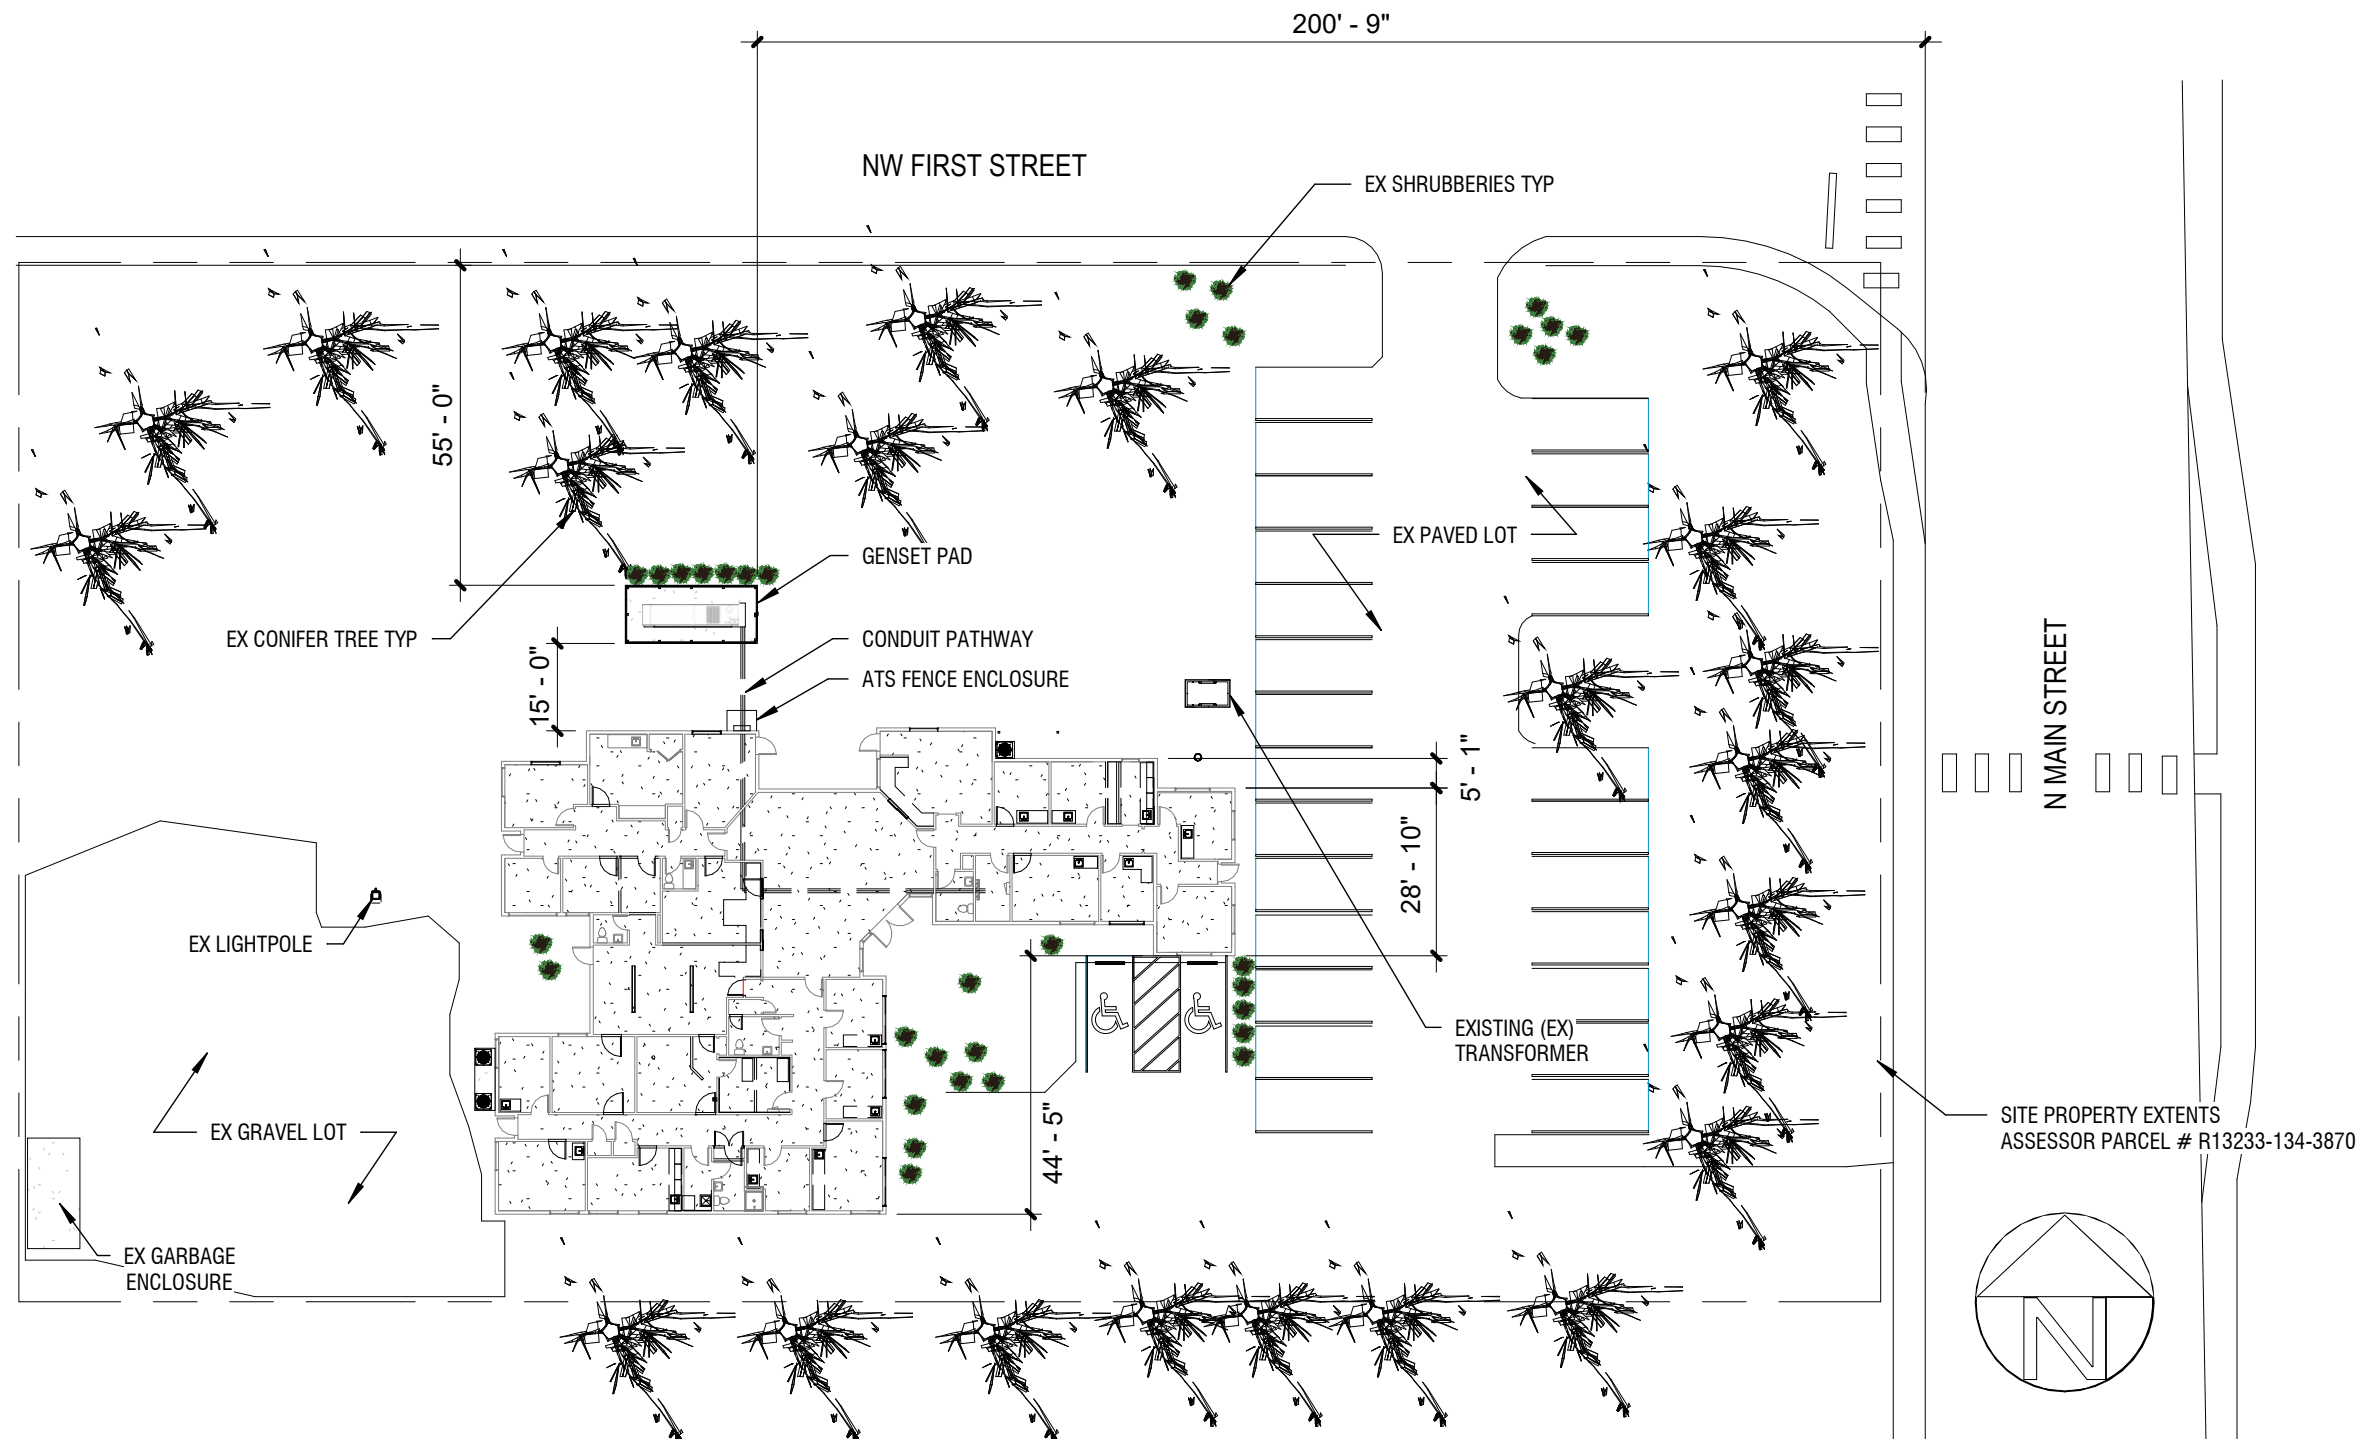 200' - 9"
NW FIRST STREET
EX SHRUBBERIES TYP
55' - 0"
EX PAVED LOT
GENSET PAD
EX CONIFER TREE TYP
CONDUIT PATHWAY
ATS FENCE ENCLOSURE
15' - 0"
N MAIN STREET
5' - 1"
28' - 10"
EX LIGHTPOLE
EXISTING (EX)
TRANSFORMER
44' - 5"
SITE PROPERTY EXTENTS
ASSESSOR PARCEL # R13233-134-3870
EX GRAVEL LOT
EX GARBAGE
ENCLOSURE
N